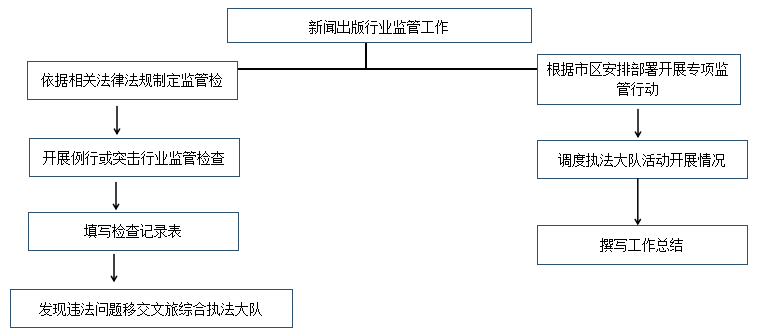 新闻出版行业监管工作
依据相关法律法规制定监管检
开展例行或突击行业监管检查
填写检查记录表
发现违法问题移交文旅综合执法大队
根据市区安排部署开展专项监
管行动
调度执法大队活动开展情况
撰写工作总结